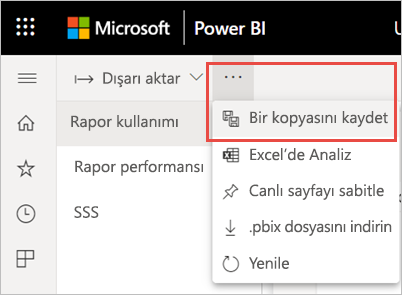 Microsoft Power BI
Dışarı aktar
Rapor kullanımı
Bir kopyasını kaydet
Rapor performansı
Excel'de Analiz
Canlı sayfayı sabitle
SSS
.pbix dosyasını indirin
Yenile